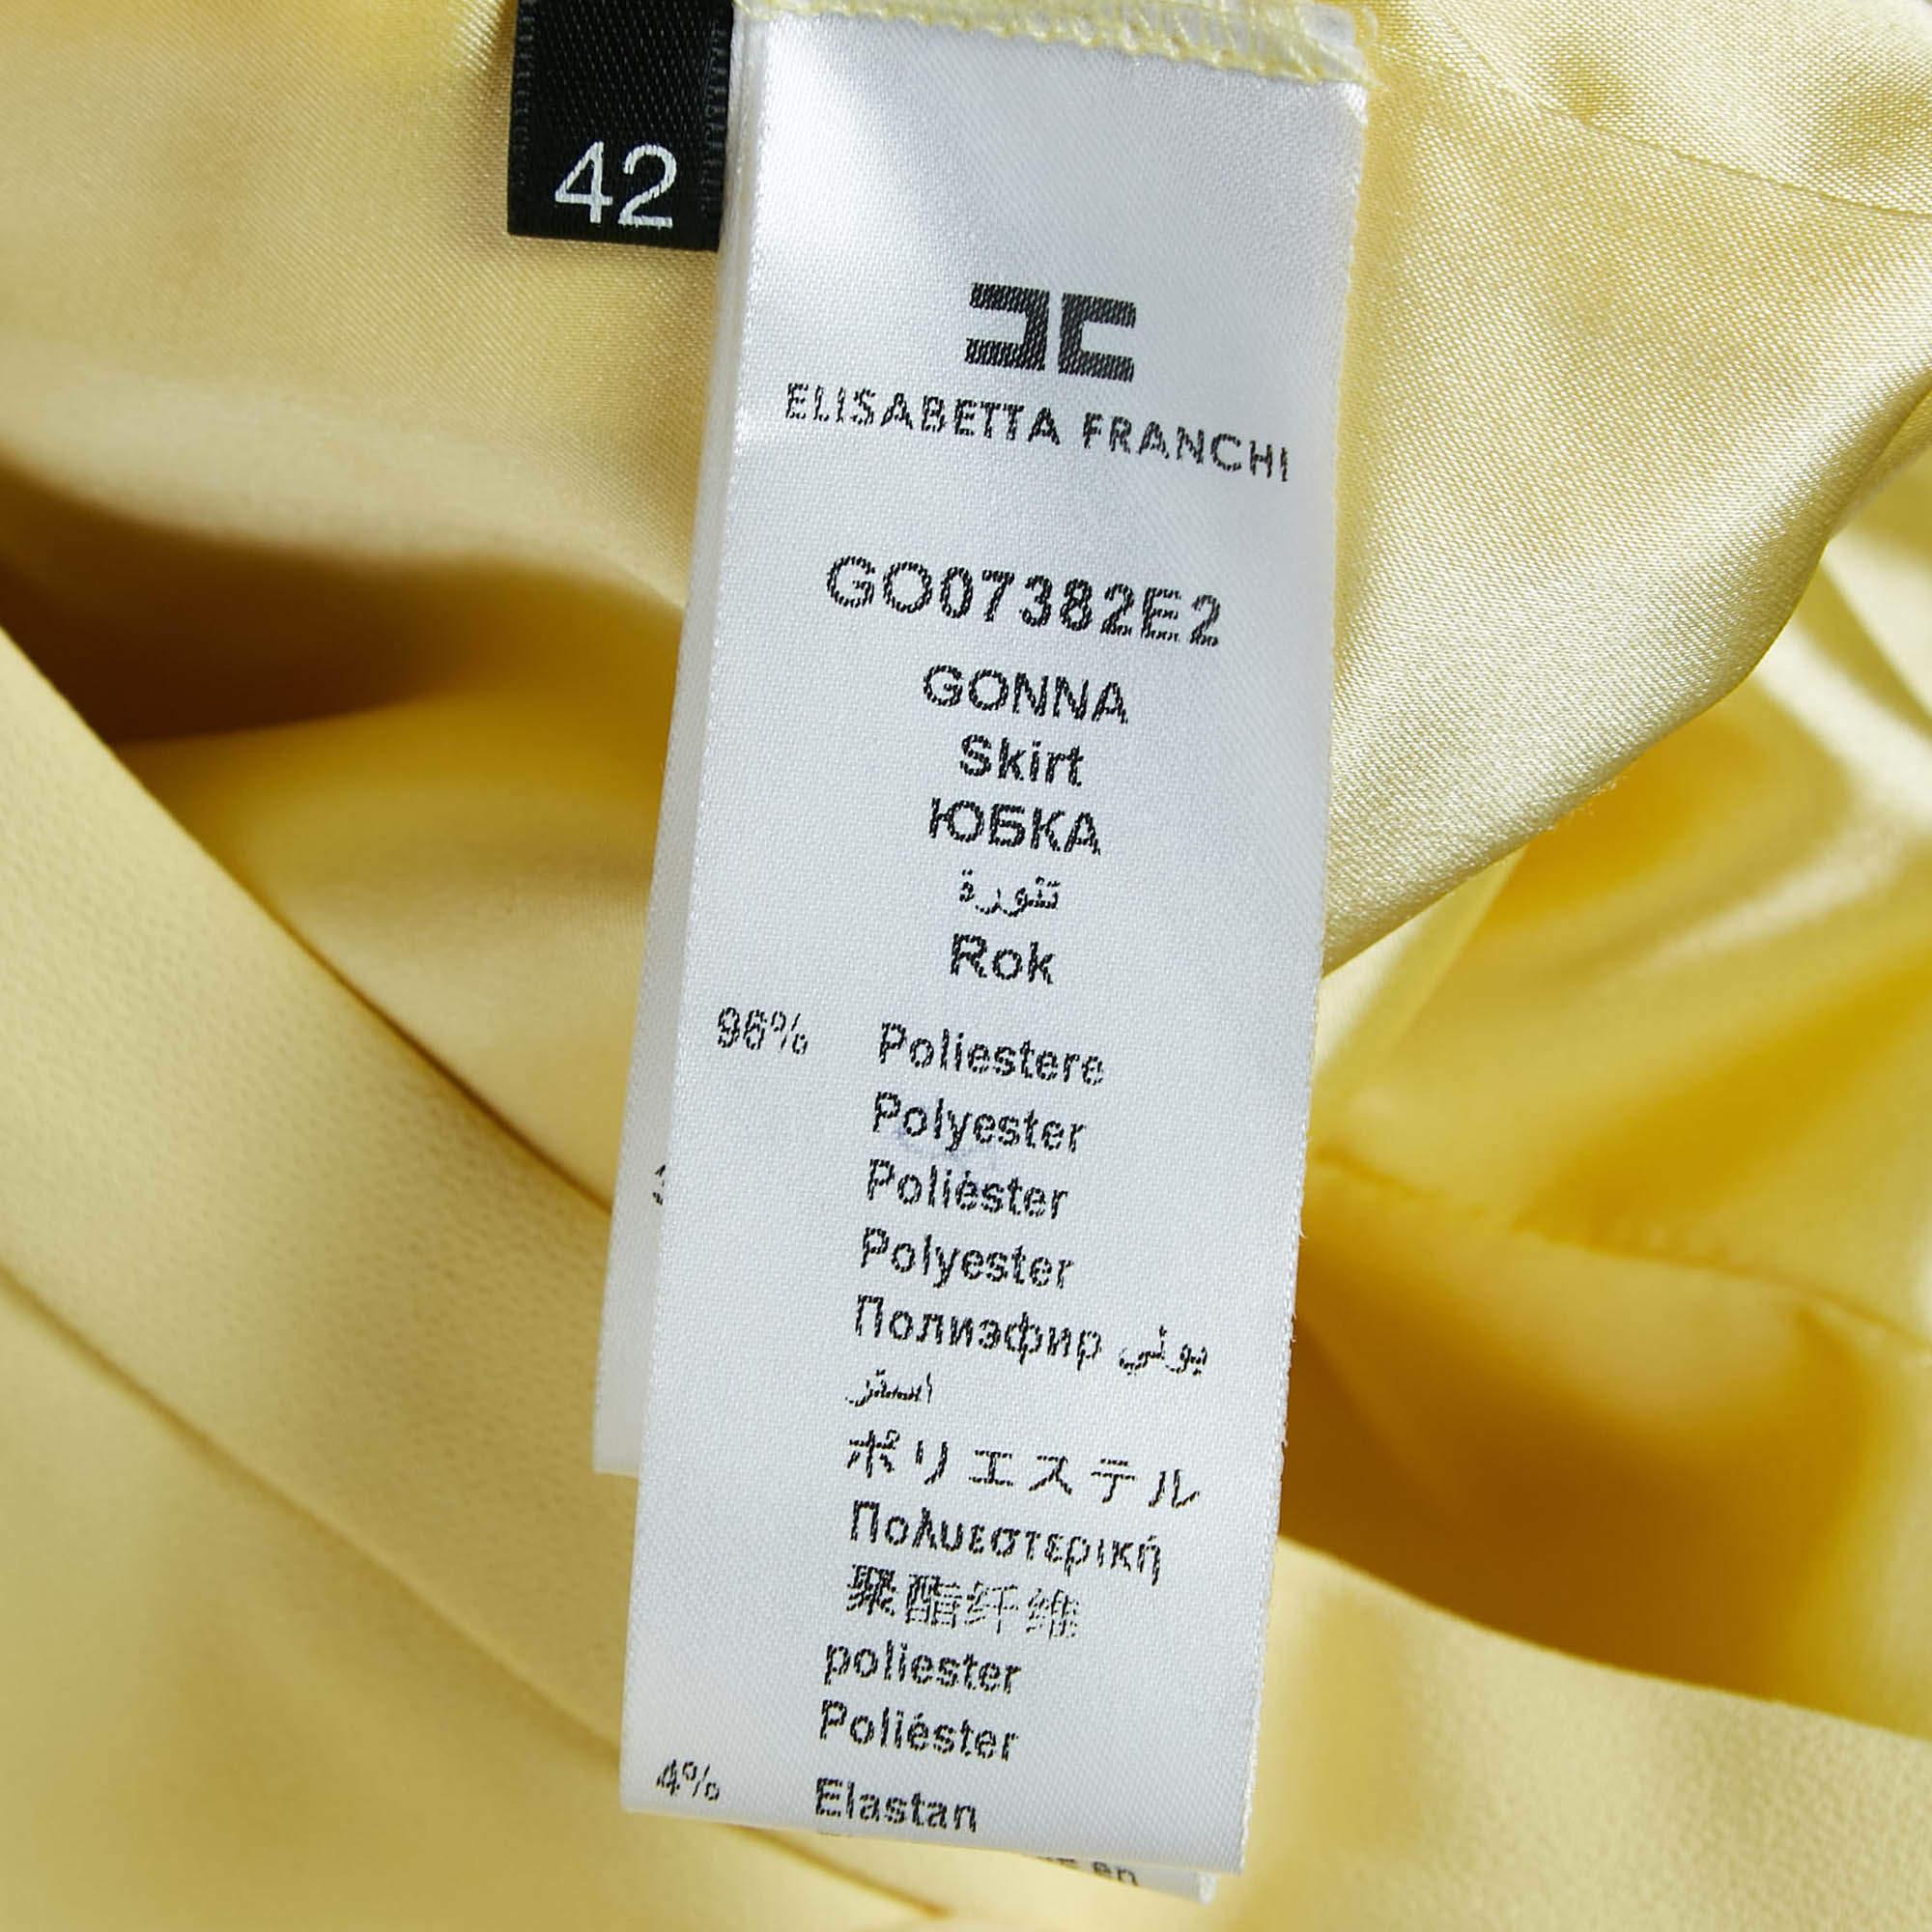 42
ELISABETTA FRANCHI
GO07382E2
GONNA
Skirt
ЮБКА
تنورة
Rok
96% Poliestere
Polyester
Poliéster
Polyester
Полиэфир بولي
استر
ポリエステル
Πολυεστερική
聚酯纤维
poliester
Poliéster
4% Elastan
en